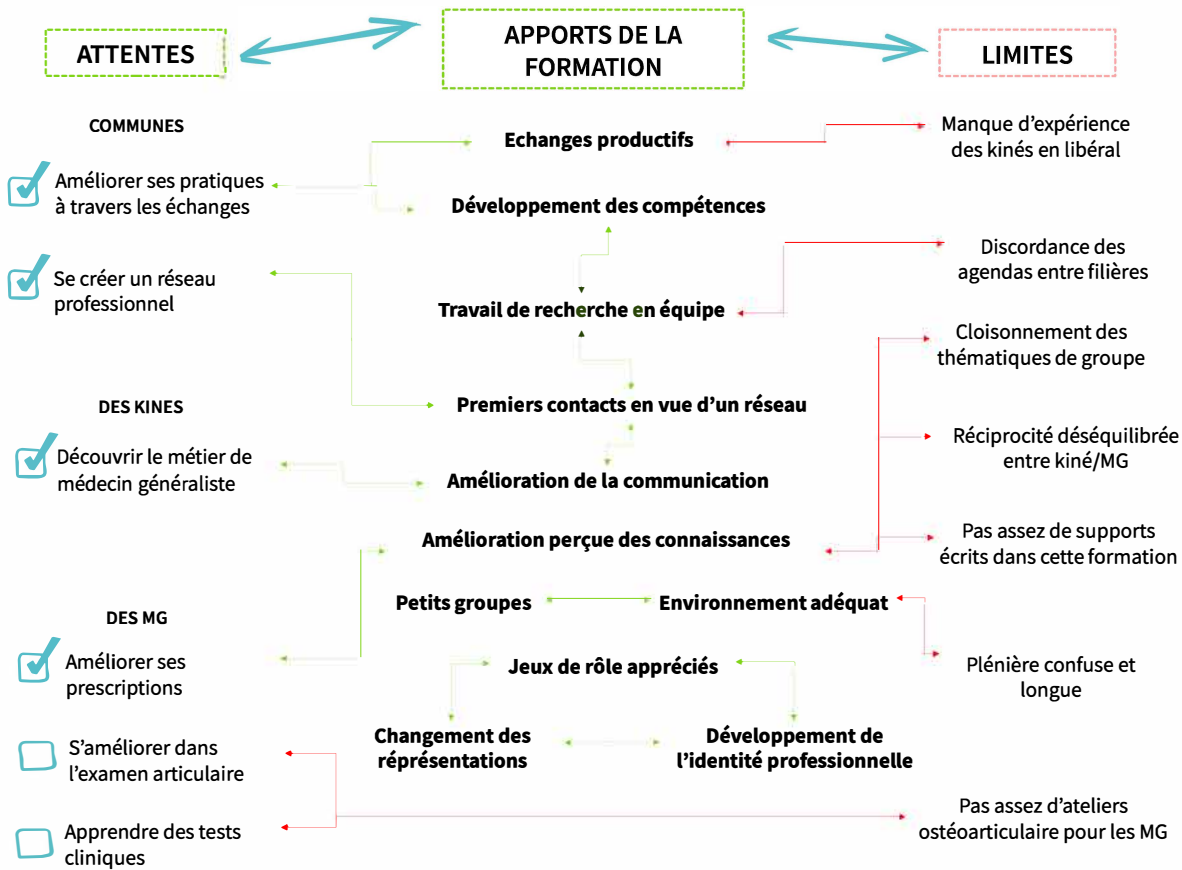 ATTENTES
APPORTS DE LA
FORMATION
LIMITES
COMMUNES
Améliorer ses pratiques
à travers les échanges
Se créer un réseau
professionnel
DES KINES
Découvrir le métier de
médecin généraliste
DES MG
Améliorer ses
prescriptions
S'améliorer dans
l'examen articulaire
Apprendre des tests
cliniques
Echanges productifs
Développement des compétences
Travail de recherche en équipe
Premiers contacts en vue d'un réseau
Amélioration de la communication
Amélioration perçue des connaissances
Petits groupes
Environnement adéquat
Jeux de rôle appréciés
Changement des
réprésentations
Développement de
l'identité professionnelle
Manque d'expérience
des kinés en libéral
Discordance des
agendas entre filières
Cloisonnement des
thématiques de groupe
Réciprocité déséquilibrée
entre kiné/MG
Pas assez de supports
écrits dans cette formation
Plénière confuse et
longue
Pas assez d'ateliers
ostéoarticulaire pour les MG